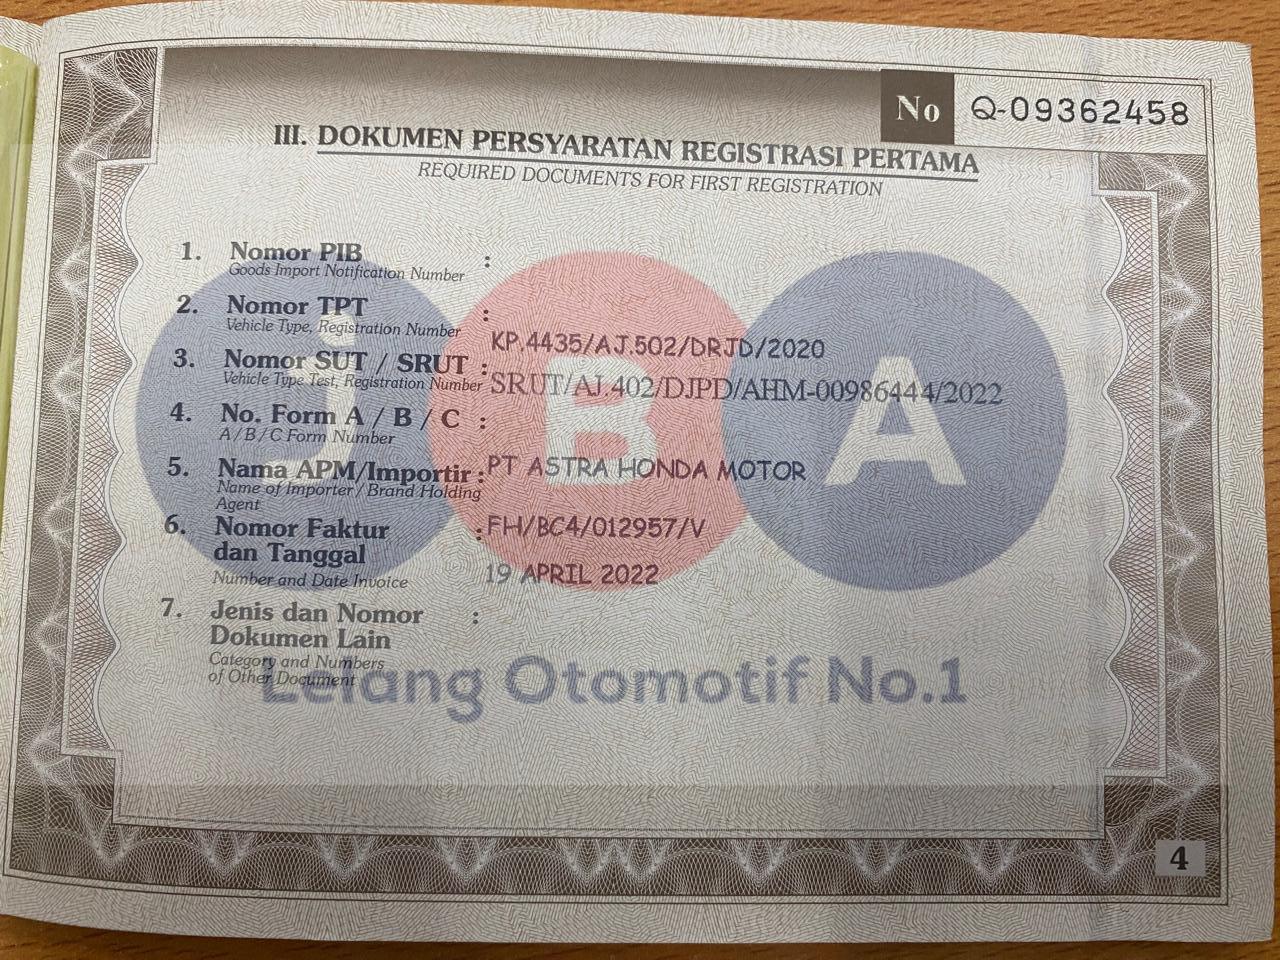 No Q-09362458
III. DOKUMEN PERSYARATAN REGISTRASI PERTAMA
REQUIRED DOCUMENTS FOR FIRST REGISTRATION
1. Nomor PIB :
Goods Import Notification Number
2. Nomor TPT :
Vehicle Type, Registration Number
KP.4435/AJ.502/DRJD/2020
3. Nomor SUT / SRUT : SRUT/AJ.402/DJPD/AHM-00986444/2022
Vehicle Type Test, Registration Number
4. No. Form A / B / C :
A / B / C Form Number
5. Nama APM/Importir : PT ASTRA HONDA MOTOR
Name of Importer / Brand Holding
Agent
6. Nomor Faktur : FH/BC4/012957/V
dan Tanggal
Number and Date Invoice 19 APRIL 2022
7. Jenis dan Nomor :
Dokumen Lain
Category and Numbers
of Other Document
jBA
Lelang Otomotif No.1
4